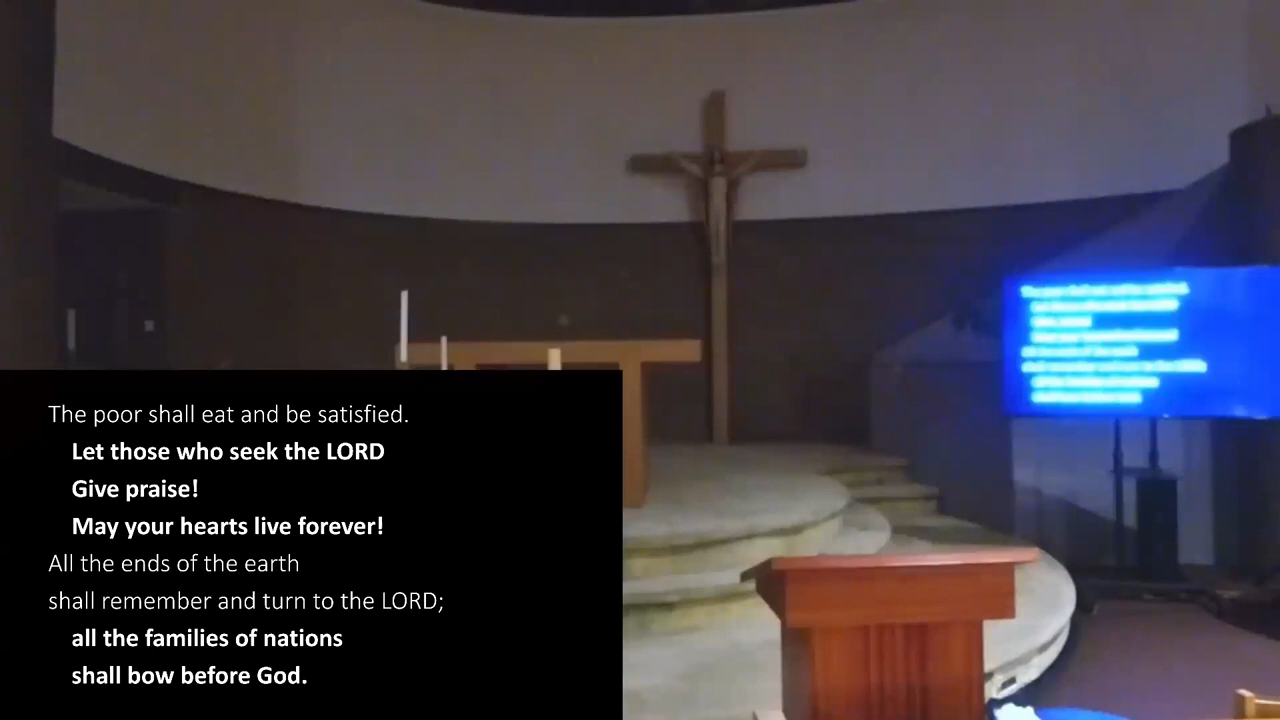 The poor shall eat and be satisfied.
Let those who seek the LORD
Give praise!
May your hearts live forever!
All the ends of the earth
shall remember and turn to the LORD;
all the families of nations
shall bow before God.